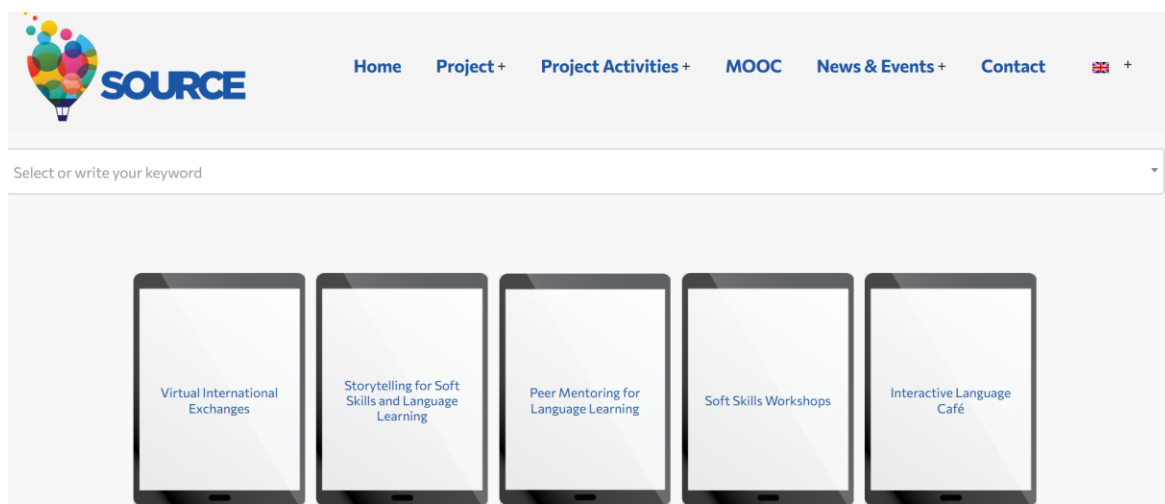 SOURCE
Home Project + Project Activities + MOOC News & Events + Contact +
Select or write your keyword
Virtual International
Exchanges
Storytelling for Soft
Skills and Language
Learning
Peer Mentoring for
Language Learning
Soft Skills Workshops
Interactive Language
Café